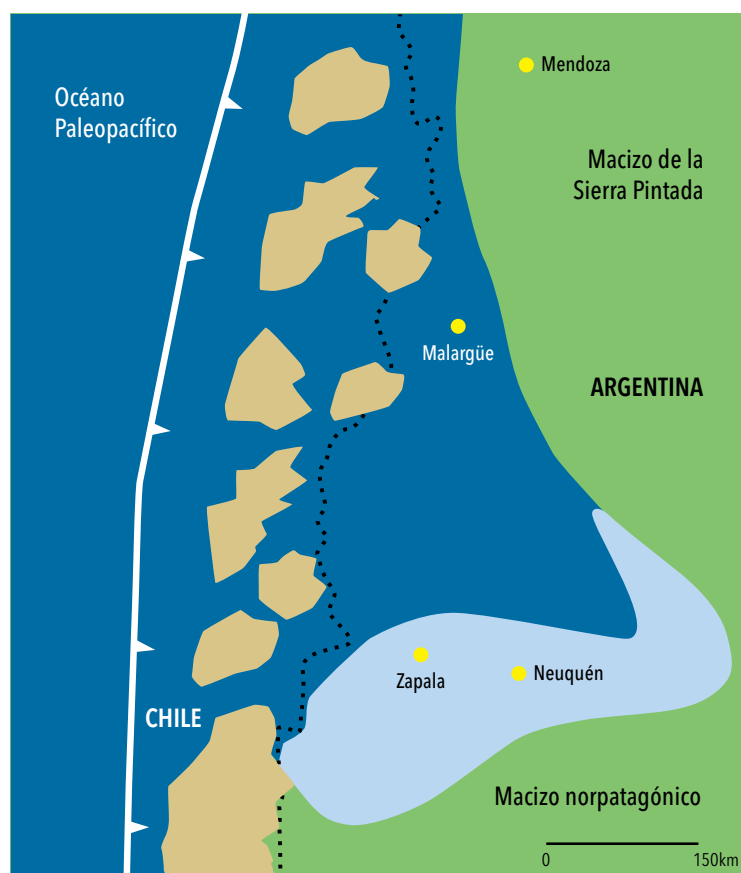 Mendoza
Océano
Paleopacífico
Macizo de la
Sierra Pintada
Malargüe
ARGENTINA
Zapala
Neuquén
CHILE
Macizo norpatagónico
0
150km